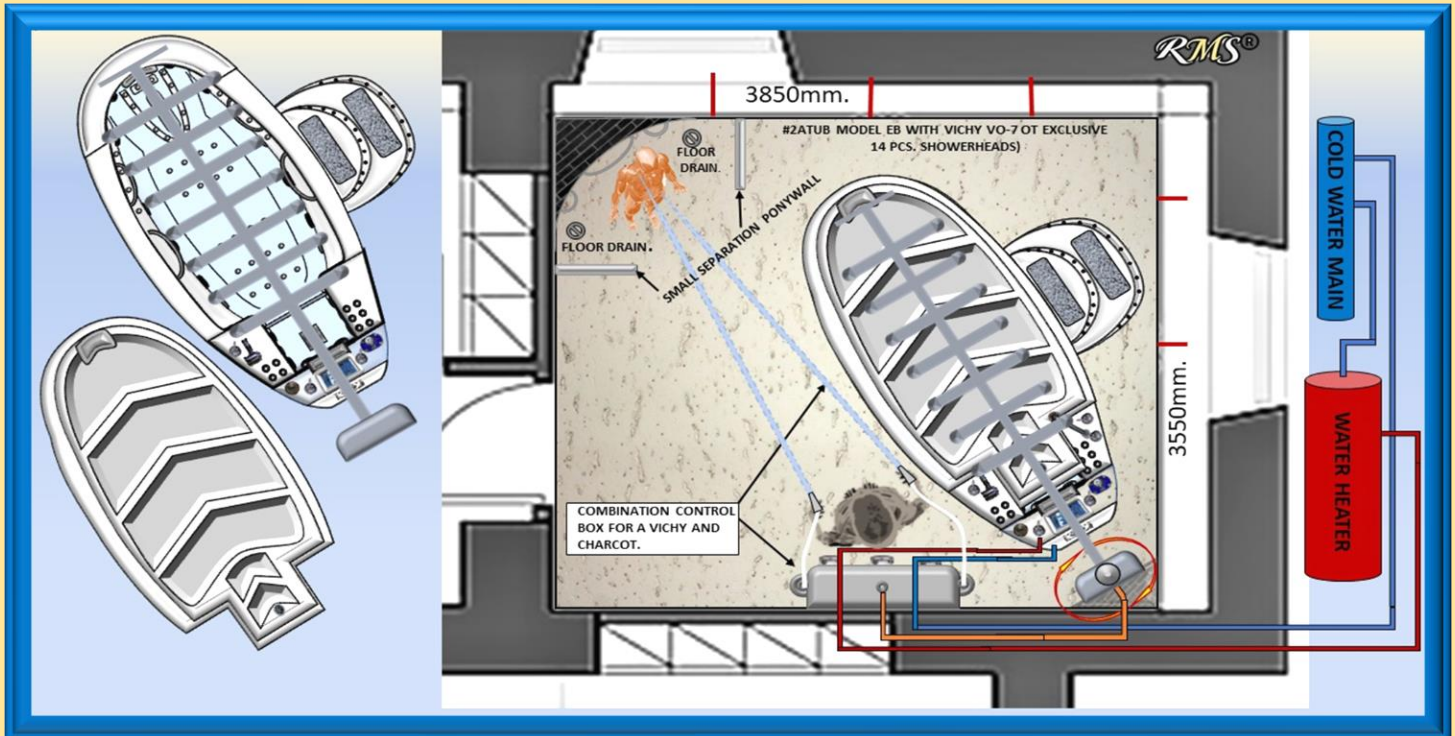 RMS®
3850mm.
#2ATUB MODEL EB WITH VICHY VO-7 OT EXCLUSIVE
14 PCS. SHOWERHEADS)
FLOOR
DRAIN.
FLOOR DRAIN.
SMALL SEPARATION PONYWALL
3550mm.
COMBINATION CONTROL
BOX FOR A VICHY AND
CHARCOT.
COLD WATER MAIN
WATER HEATER